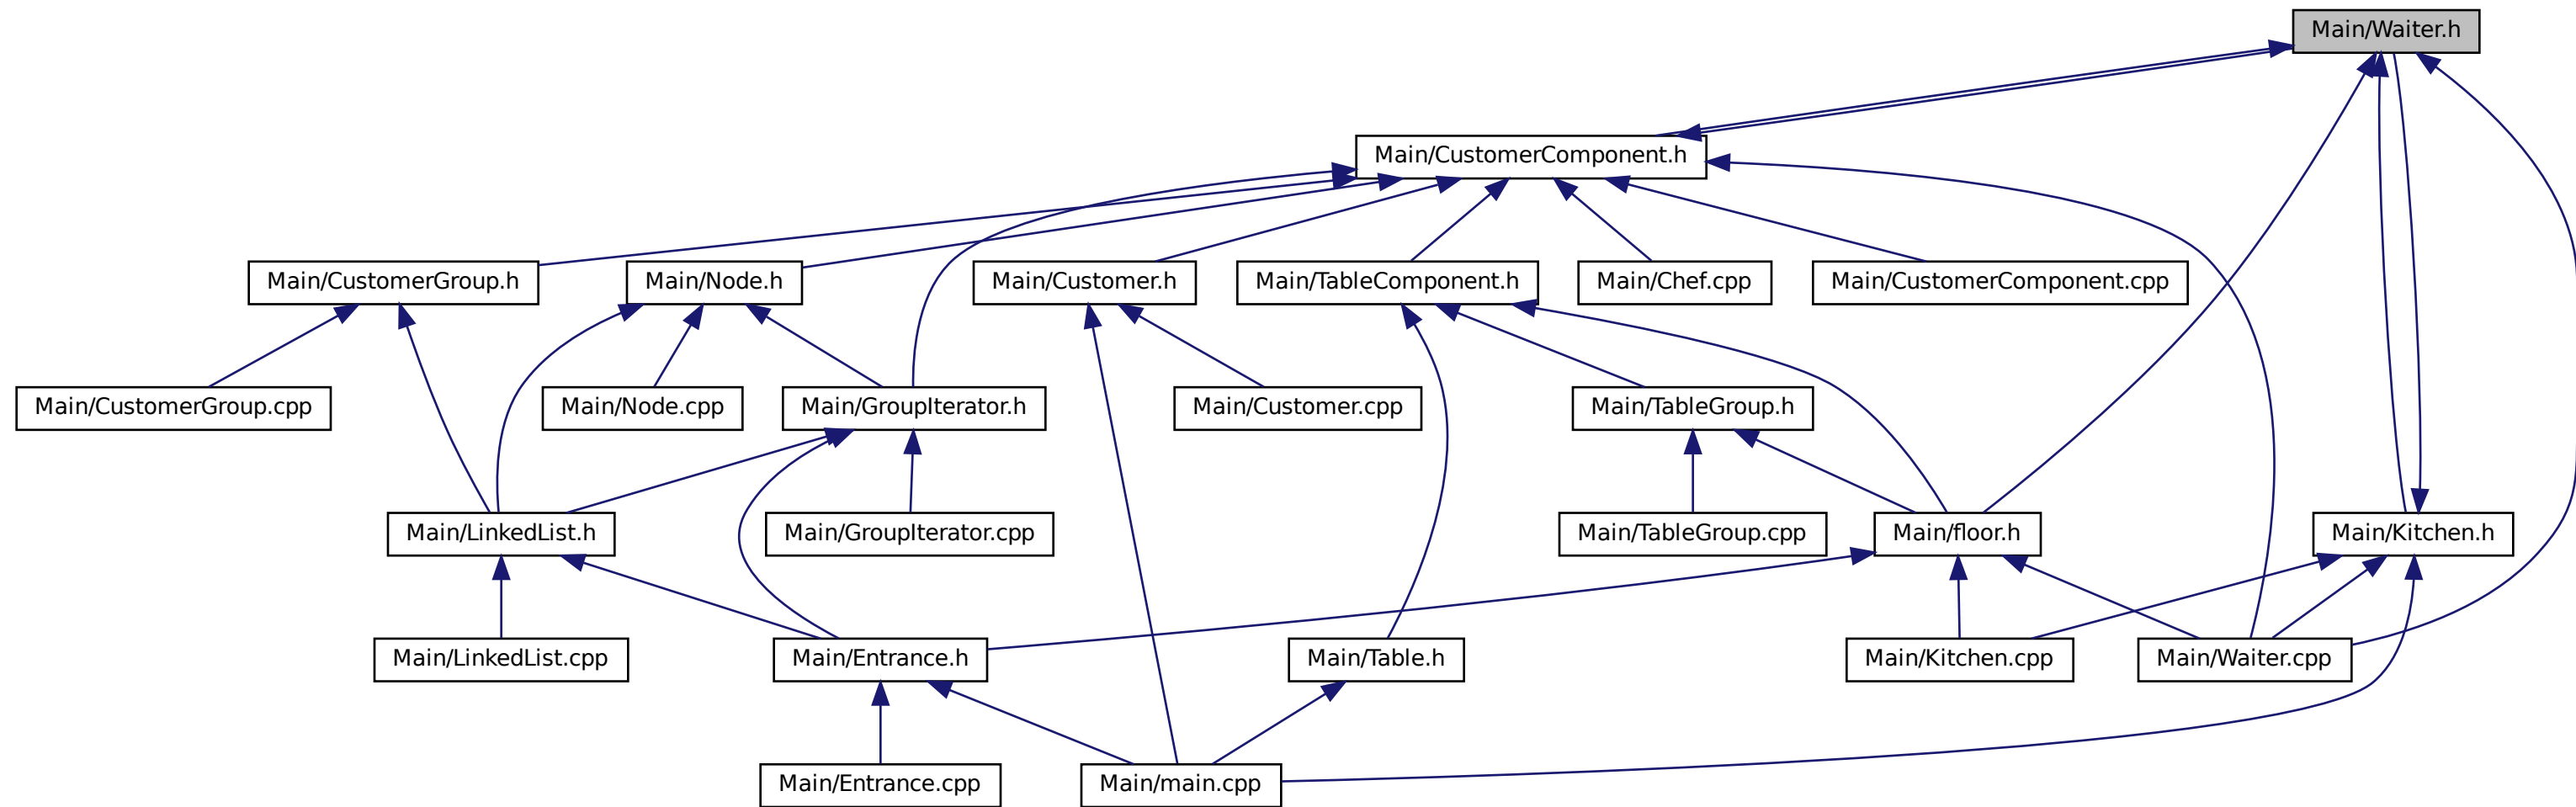 Main/Waiter.h
Main/CustomerComponent.h
Main/CustomerGroup.h
Main/Node.h
Main/Customer.h
Main/TableComponent.h
Main/Chef.cpp
Main/CustomerComponent.cpp
Main/CustomerGroup.cpp
Main/Node.cpp
Main/GroupIterator.h
Main/Customer.cpp
Main/TableGroup.h
Main/LinkedList.h
Main/GroupIterator.cpp
Main/TableGroup.cpp
Main/floor.h
Main/Kitchen.h
Main/LinkedList.cpp
Main/Entrance.h
Main/Table.h
Main/Kitchen.cpp
Main/Waiter.cpp
Main/Entrance.cpp
Main/main.cpp